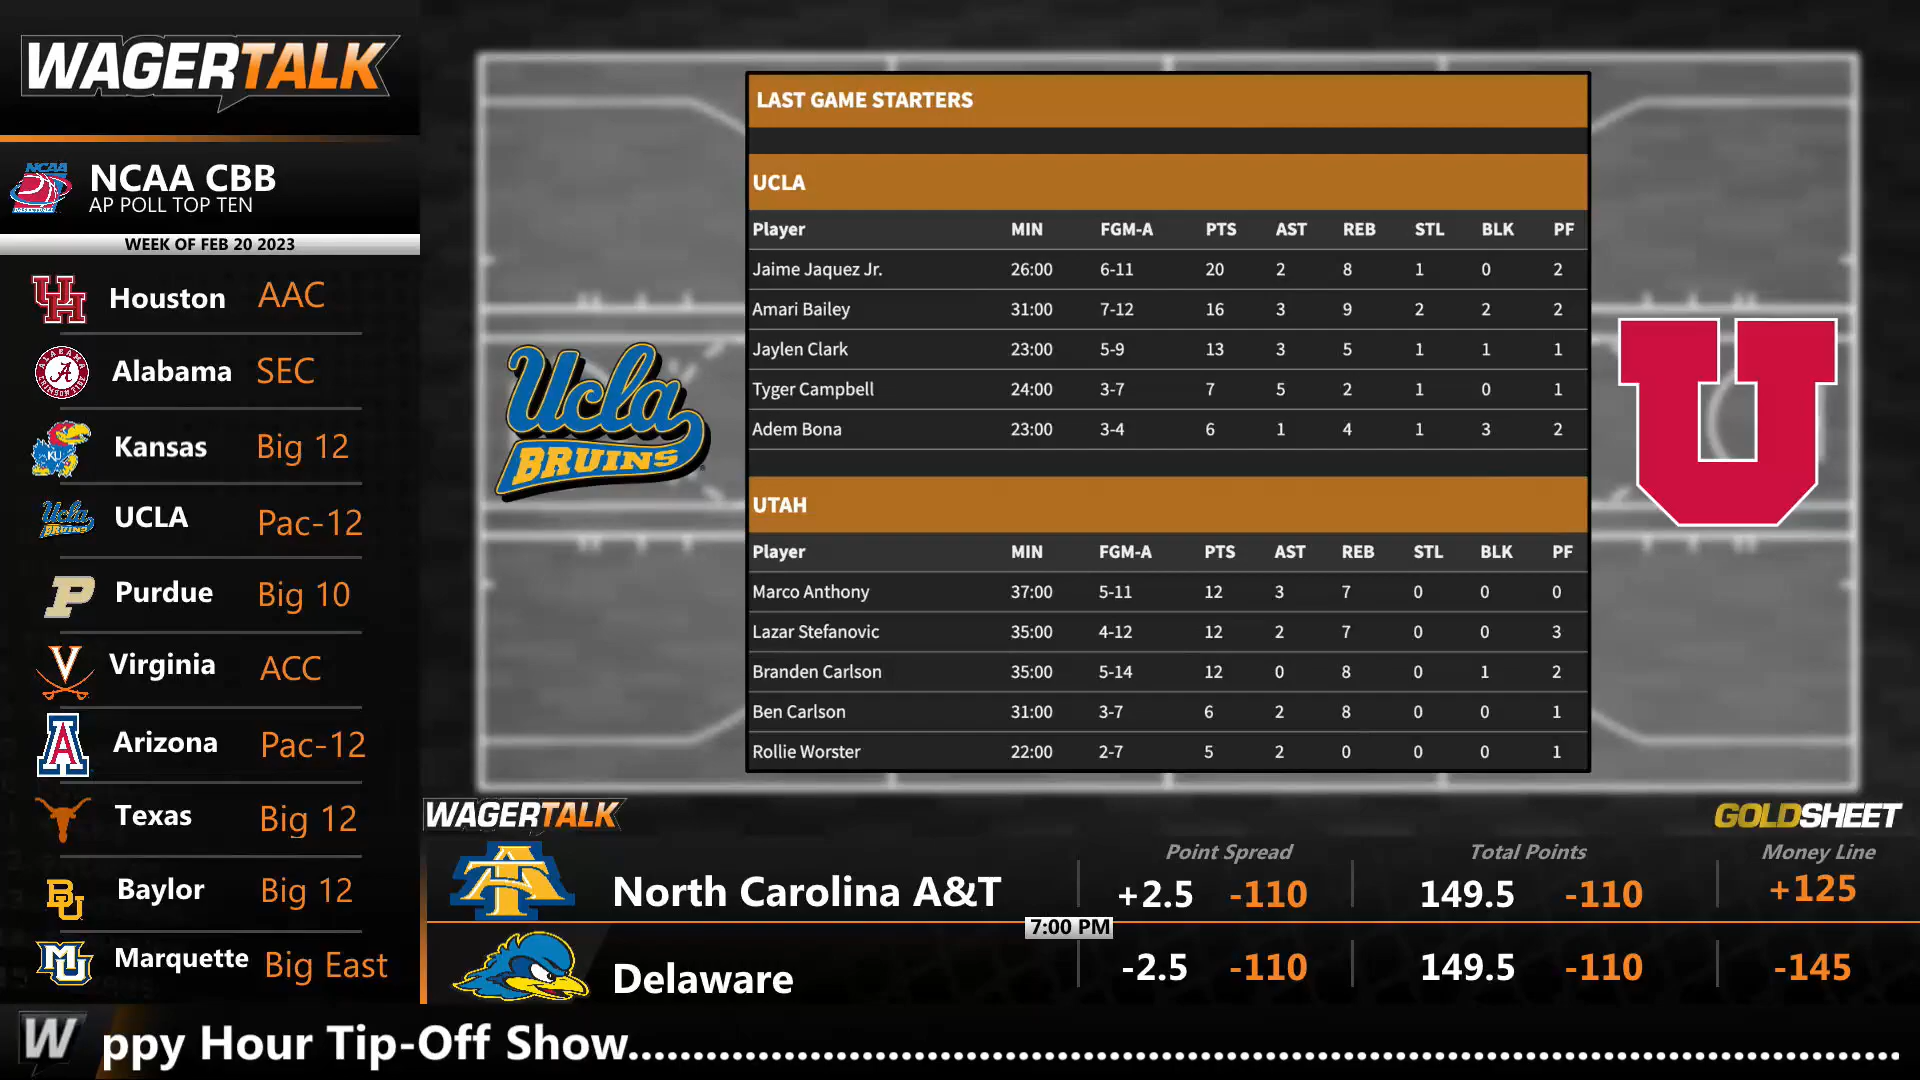 WAGERTALK
NCAA
BASKETBALL
NCAA CBB
AP POLL TOP TEN
WEEK OF FEB 20 2023
Houston AAC
Alabama SEC
Kansas Big 12
UCLA Pac-12
Purdue Big 10
Virginia ACC
Arizona Pac-12
Texas Big 12
Baylor Big 12
Marquette Big East
Ucla
BRUINS
LAST GAME STARTERS
UCLA
Player MIN FGM-A PTS AST REB STL BLK PF
Jaime Jaquez Jr. 26:00 6-11 20 2 8 1 0 2
Amari Bailey 31:00 7-12 16 3 9 2 2 2
Jaylen Clark 23:00 5-9 13 3 5 1 1 1
Tyger Campbell 24:00 3-7 7 5 2 1 0 1
Adem Bona 23:00 3-4 6 1 4 1 3 2
UTAH
Player MIN FGM-A PTS AST REB STL BLK PF
Marco Anthony 37:00 5-11 12 3 7 0 0 0
Lazar Stefanovic 35:00 4-12 12 2 7 0 0 3
Branden Carlson 35:00 5-14 12 0 8 0 1 2
Ben Carlson 31:00 3-7 6 2 8 0 0 1
Rollie Worster 22:00 2-7 5 2 0 0 0 1
U
WAGERTALK GOLDSHEET
Point Spread Total Points Money Line
North Carolina A&T +2.5 -110 149.5 -110 +125
7:00 PM
Delaware -2.5 -110 149.5 -110 -145
W ppy Hour Tip-Off Show................................................................................................